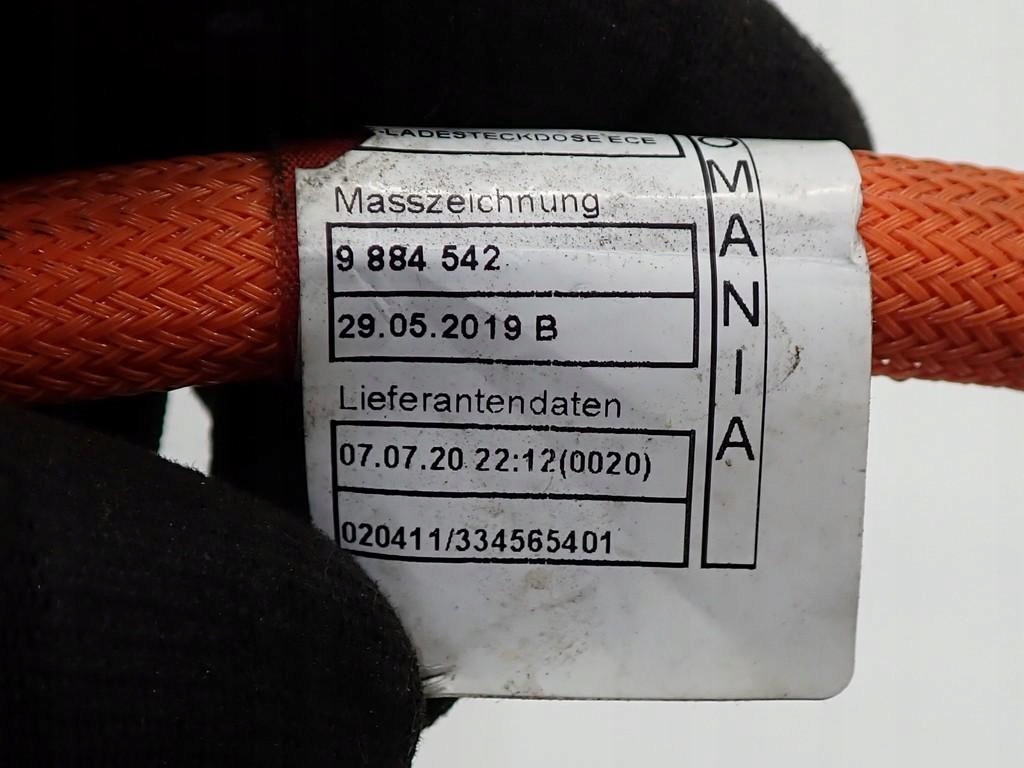 -LADESTECKDOSE ECE
Masszeichnung
9 884 542
29.05.2019 B
Lieferantendaten
07.07.20 22:12(0020)
020411/334565401
OMANIA